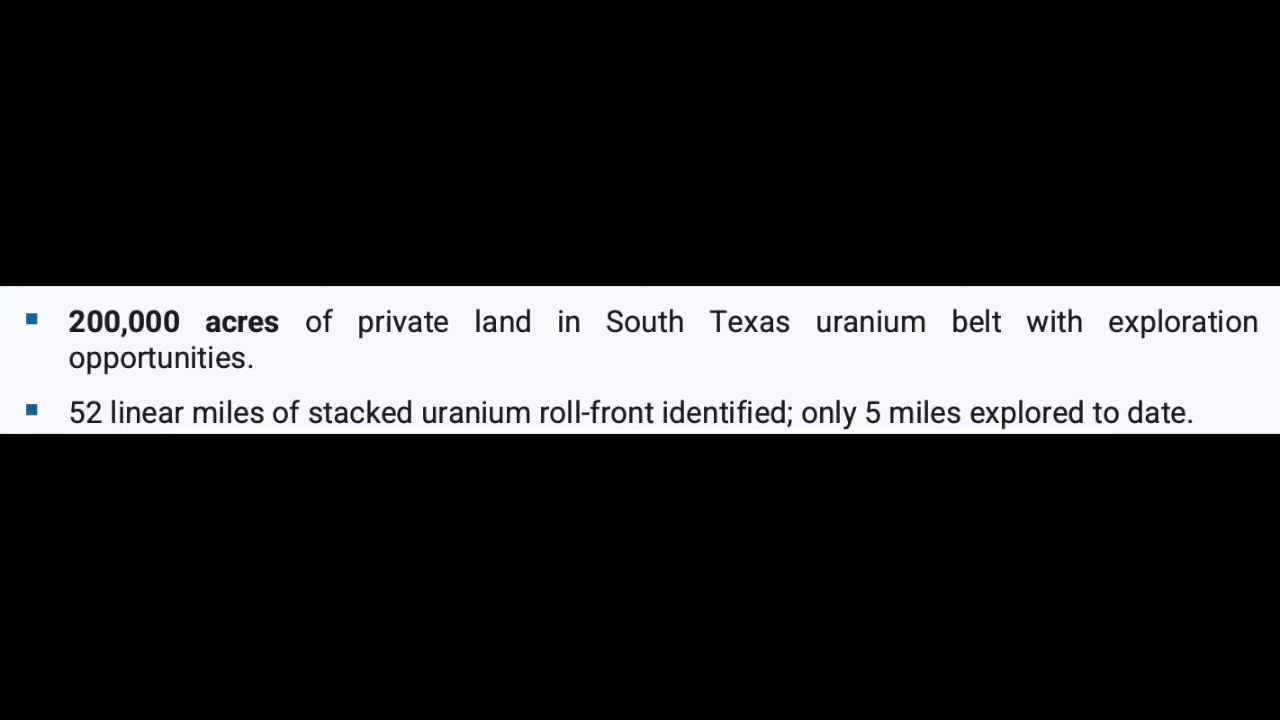 200,000 acres of private land in South Texas uranium belt with exploration
opportunities.
52 linear miles of stacked uranium roll-front identified; only 5 miles explored to date.